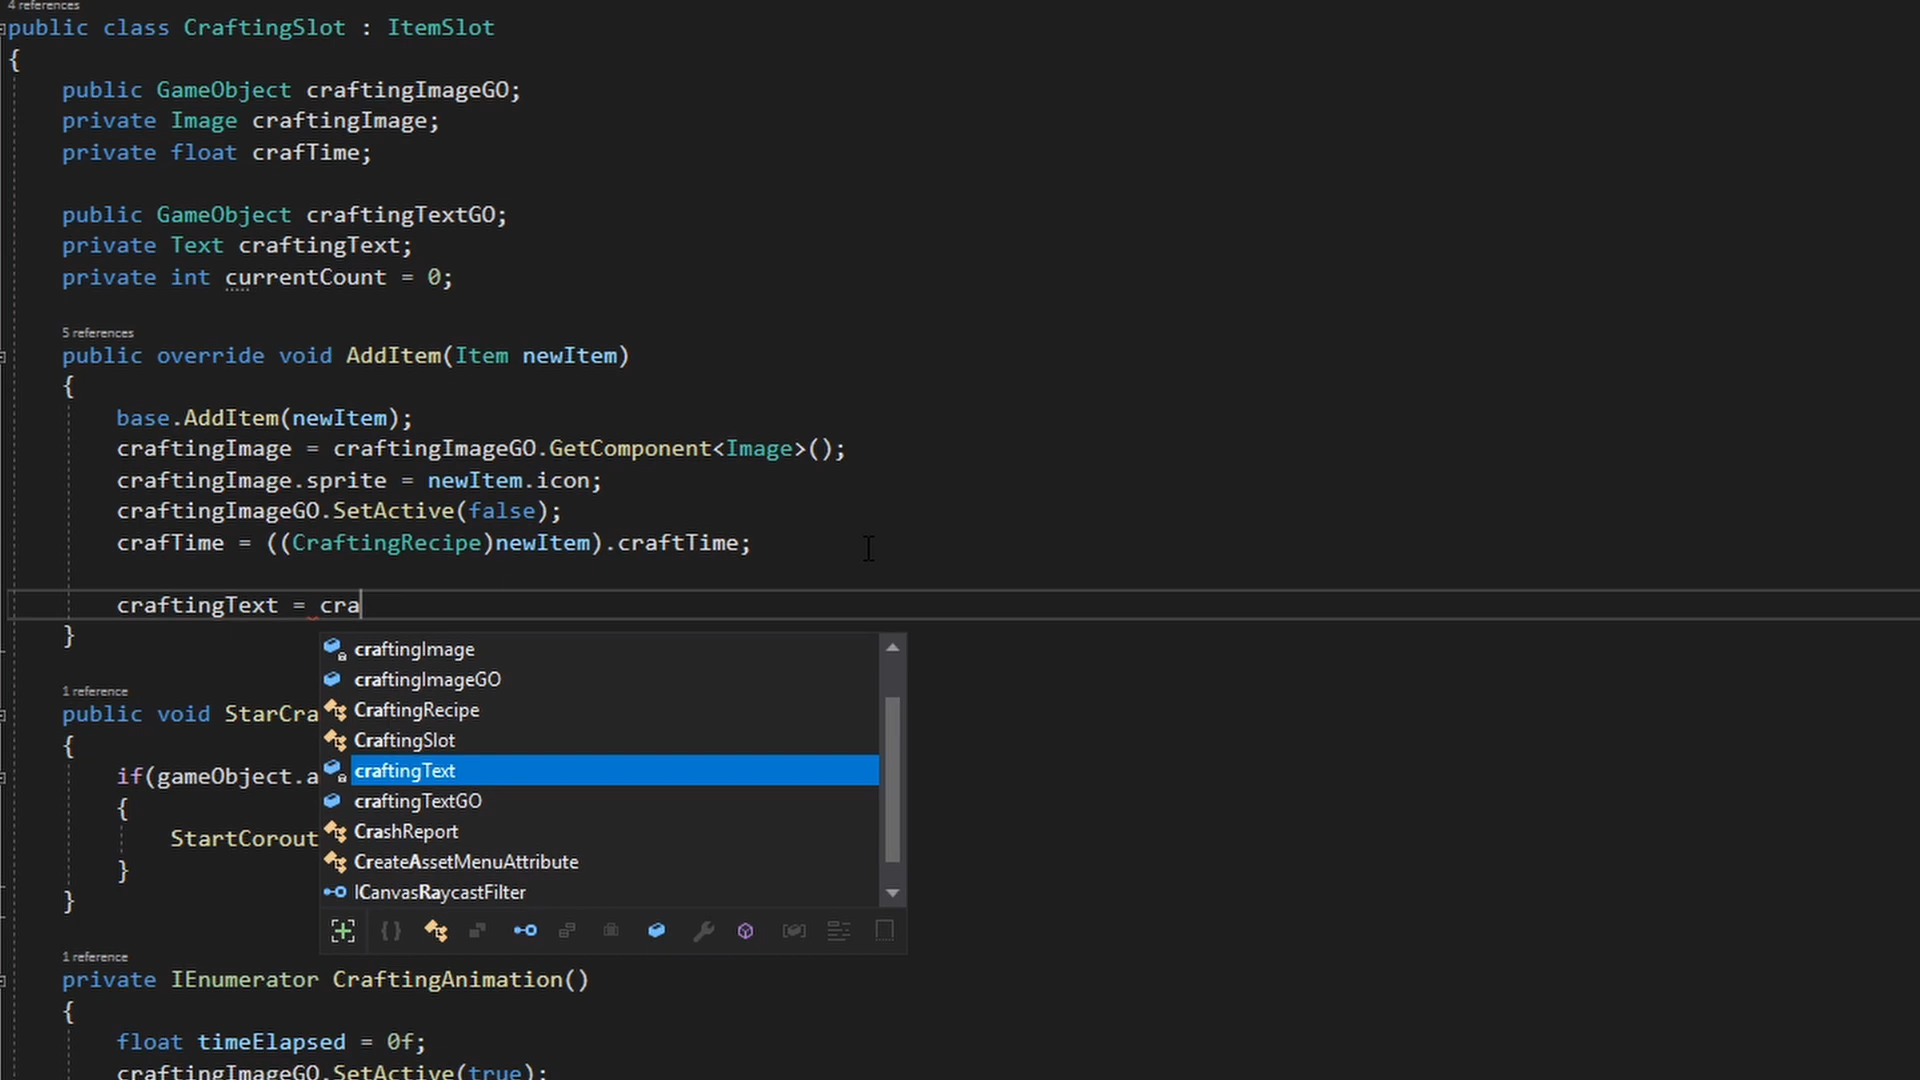 4 references
public class CraftingSlot : ItemSlot
{
public GameObject craftingImageGO;
private Image craftingImage;
private float crafTime;
public GameObject craftingTextGO;
private Text craftingText;
private int currentCount = 0;
5 references
public override void AddItem(Item newItem)
{
base.AddItem(newItem);
craftingImage = craftingImageGO.GetComponent<Image>();
craftingImage.sprite = newItem.icon;
craftingImageGO.SetActive(false);
crafTime = ((CraftingRecipe)newItem).craftTime;
craftingText = cra
}
craftingImage
craftingImageGO
CraftingRecipe
CraftingSlot
craftingText
craftingTextGO
CrashReport
CreateAssetMenuAttribute
ICanvasRaycastFilter
1 reference
public void StarCra
{
if(gameObject.a
{
StartCorout
}
}
1 reference
private IEnumerator CraftingAnimation()
{
float timeElapsed = 0f;
craftingImageGO.SetActive(true);